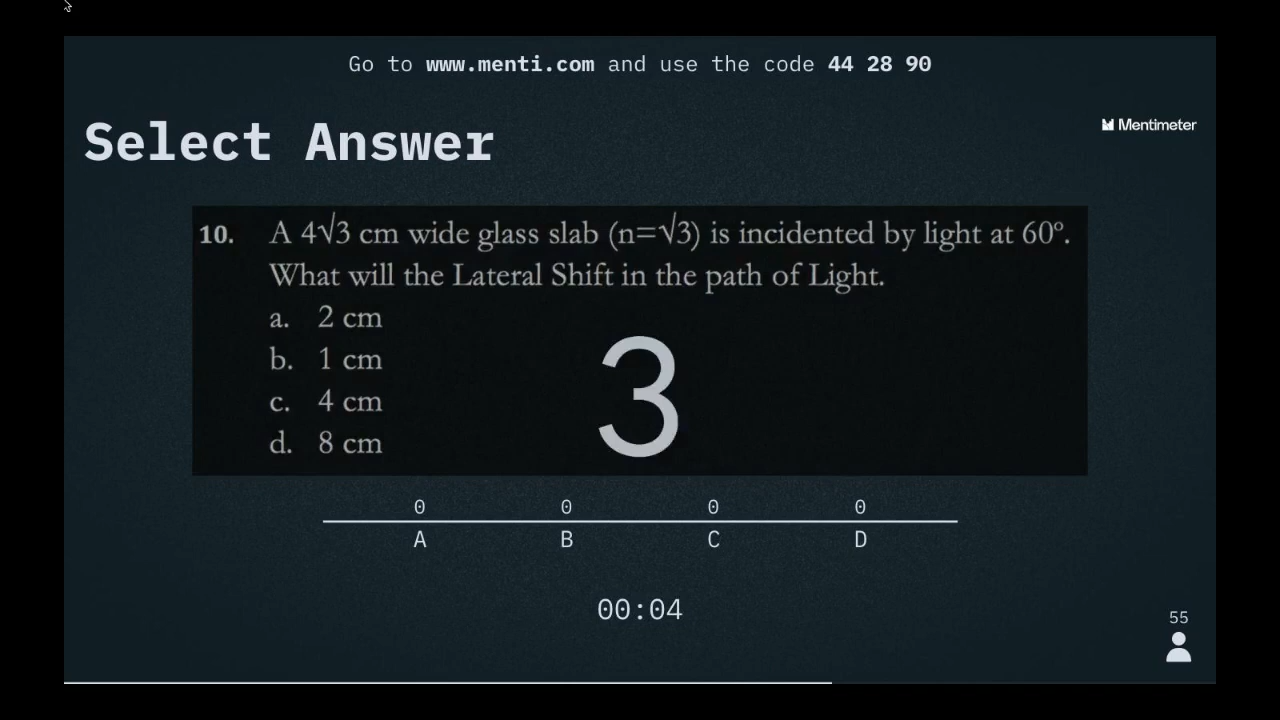 Go to www.menti.com and use the code 44 28 90
Select Answer
Mentimeter
10. A 4√3 cm wide glass slab (n=√3) is incidented by light at 60º.
What will the Lateral Shift in the path of Light.
a. 2 cm
b. 1 cm
c. 4 cm
d. 8 cm
3
0 0 0 0
A B C D
00:04
55